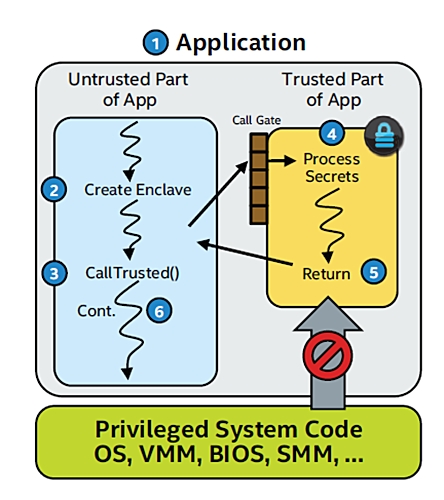 1 Application
Untrusted Part
of App
Trusted Part
of App
Call Gate
4
Process
Secrets
2 Create Enclave
3 CallTrusted()
Return 5
Cont. 6
Privileged System Code
OS, VMM, BIOS, SMM, ...